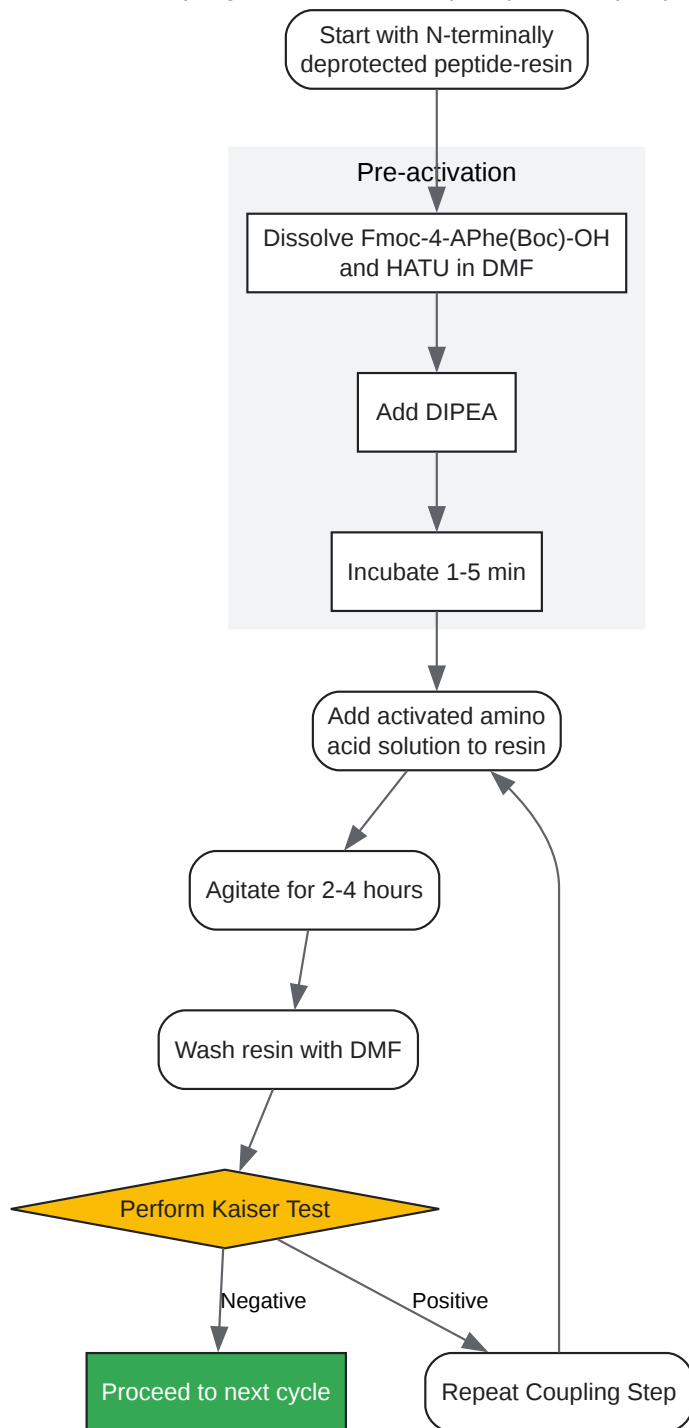 Start with N-terminally
deprotected peptide-resin
Pre-activation
Dissolve Fmoc-4-APhe(Boc)-OH
and HATU in DMF
Add DIPEA
Incubate 1-5 min
Add activated amino
acid solution to resin
Agitate for 2-4 hours
Wash resin with DMF
Perform Kaiser Test
Negative
Positive
Proceed to next cycle
Repeat Coupling Step